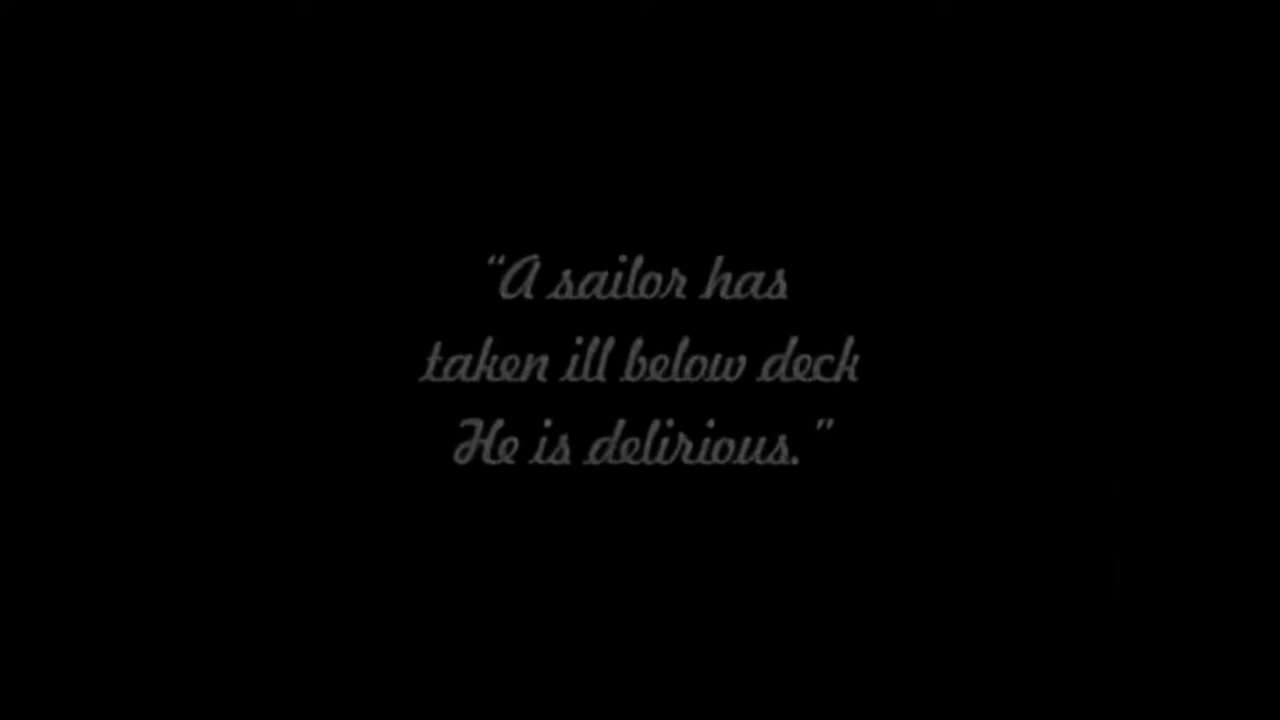 “A sailor has
taken ill below deck
He is delirious.”